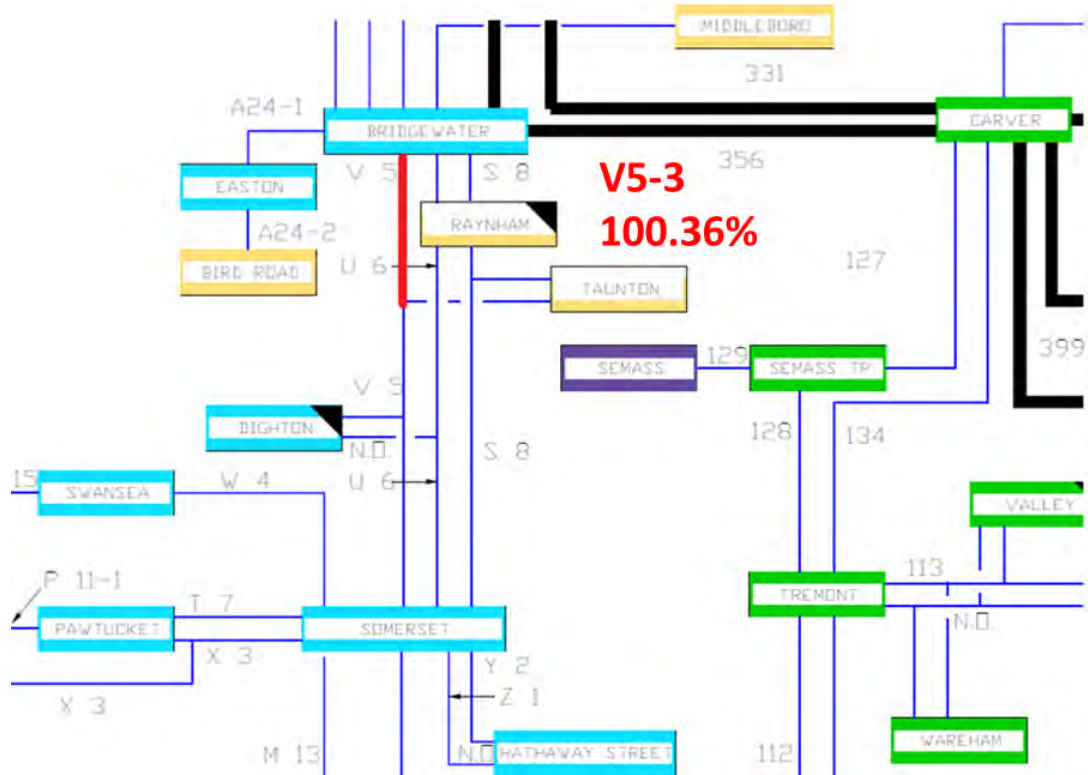 MIDDLEBORO
331
A24-1
BRIDGEWATER
CARVER
356
V 5
S 8
V5-3
100.36%
EASTON
RAYNHAM
A24-2
BIRD ROAD
U 6
127
TAUNTON
129
SEMASS
SEMASS TP.
399
V 5
DIGHTON
N.O.
S 8
128
134
15
SWANSEA
W 4
U 6
VALLEY
P 11-1
T 7
113
TREMONT
PAWTUCKET
SOMERSET
N.O.
X 3
Y 2
Z 1
X 3
M 13
N.O
HATHAWAY STREET
112
WAREHAM